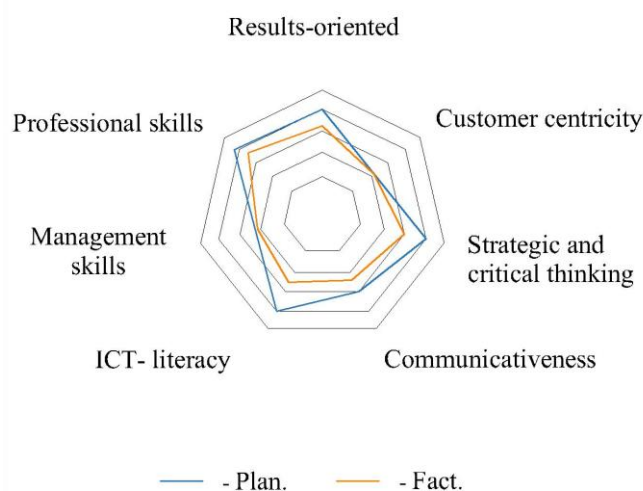 Results-oriented
Professional skills
Customer centricity
Management
skills
Strategic and
critical thinking
ICT- literacy
Communicativeness
- Plan.
- Fact.